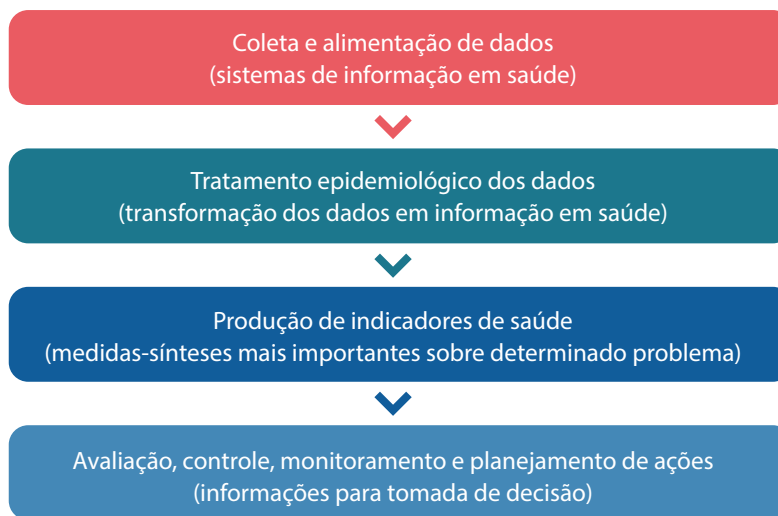 Coleta e alimentação de dados
(sistemas de informação em saúde)
Tratamento epidemiológico dos dados
(transformação dos dados em informação em saúde)
Produção de indicadores de saúde
(medidas-sínteses mais importantes sobre determinado problema)
Avaliação, controle, monitoramento e planejamento de ações
(informações para tomada de decisão)